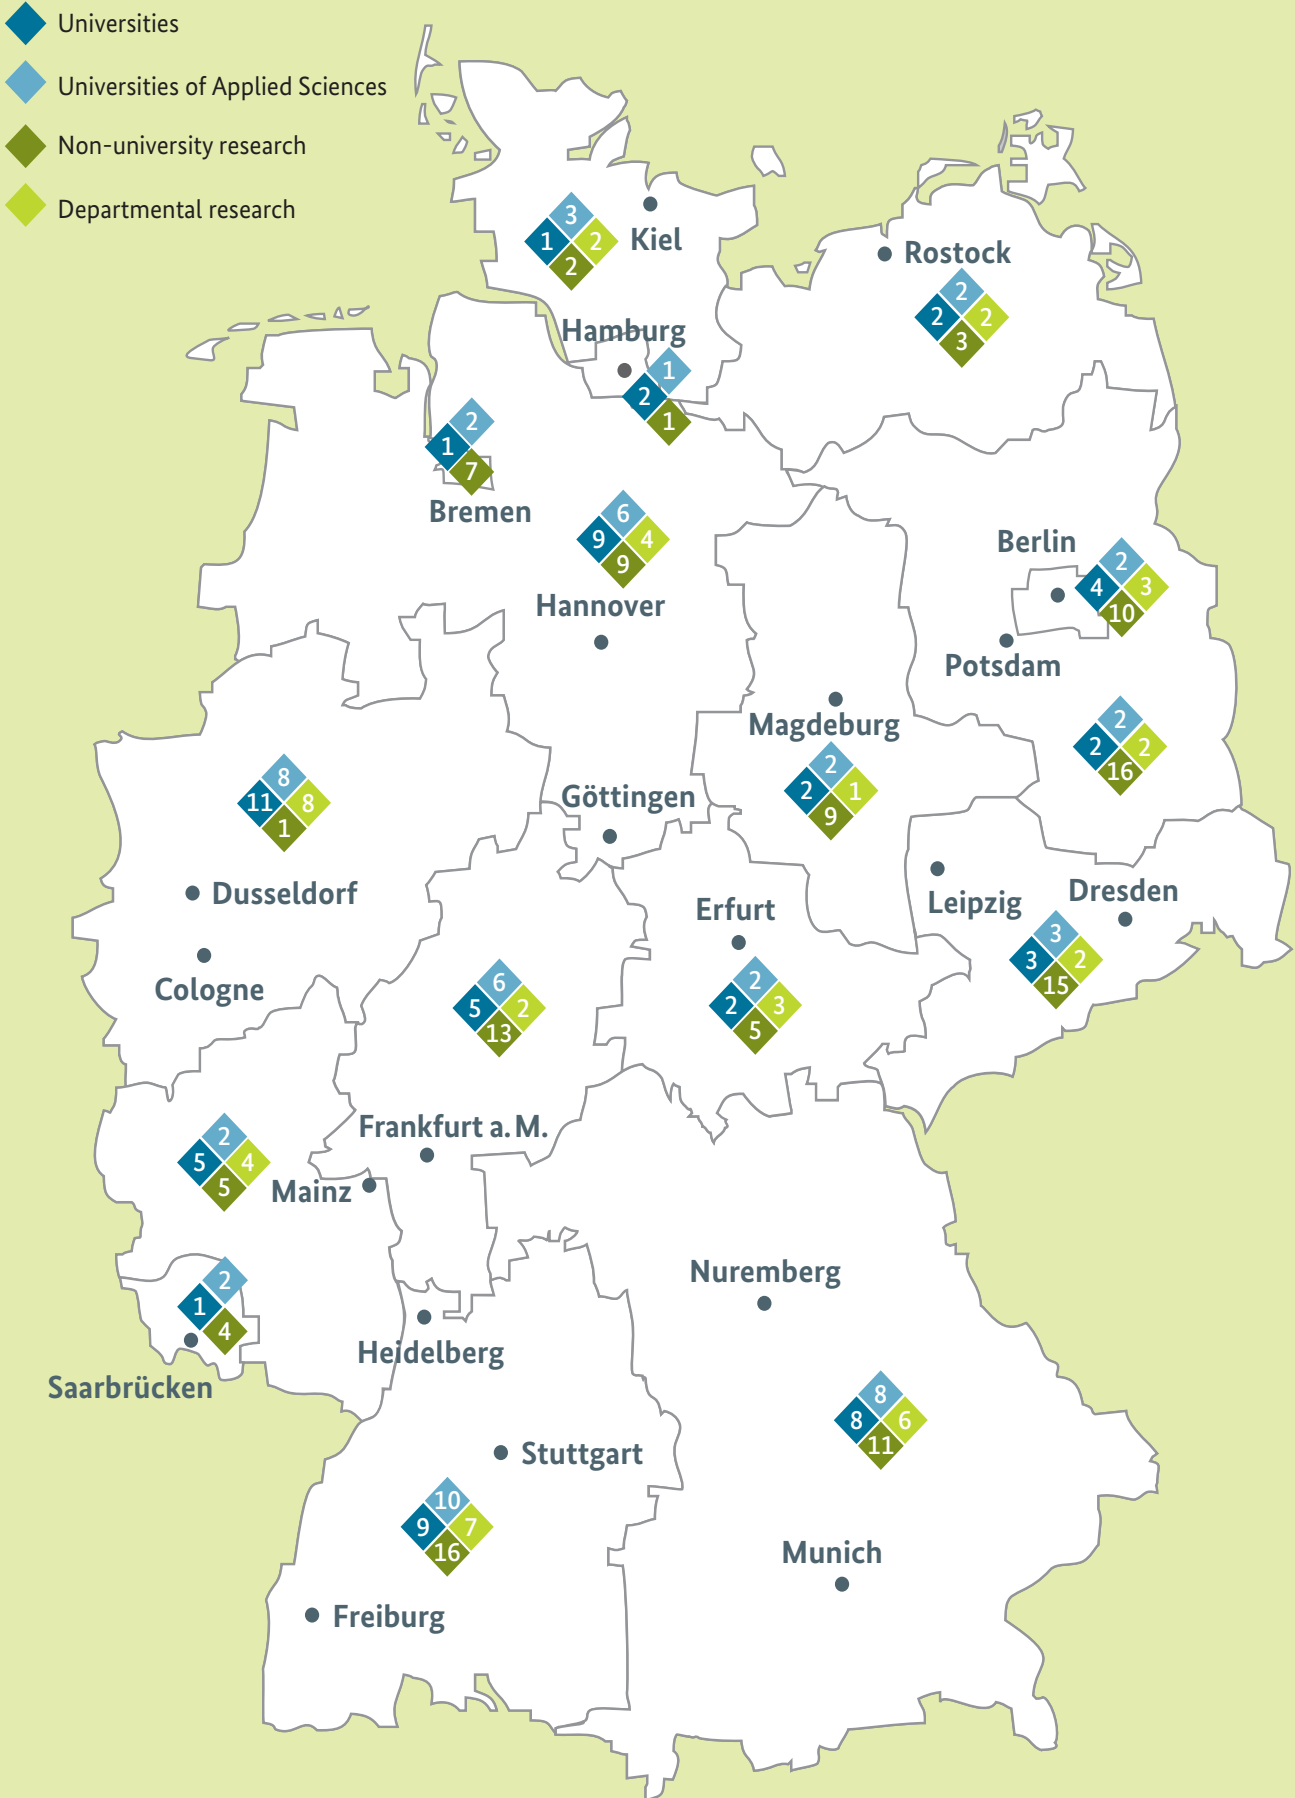 Universities
Universities of Applied Sciences
Non-university research
Departmental research
3
1 2
2
Kiel
Rostock
2
2 2
3
Hamburg
1
2
1
2
1
7
Bremen
6
9 4
9
Hannover
Berlin
2
4 3
10
Potsdam
2
2 2
16
Magdeburg
2
2 1
9
8
11 8
1
Göttingen
Dusseldorf
Cologne
Leipzig
Dresden
3
3 2
15
Erfurt
2
2 3
5
6
5 2
13
Frankfurt a. M.
2
5 4
5
Mainz
2
1
4
Saarbrücken
Heidelberg
Nuremberg
8
8 6
11
Stuttgart
10
9 7
16
Munich
Freiburg